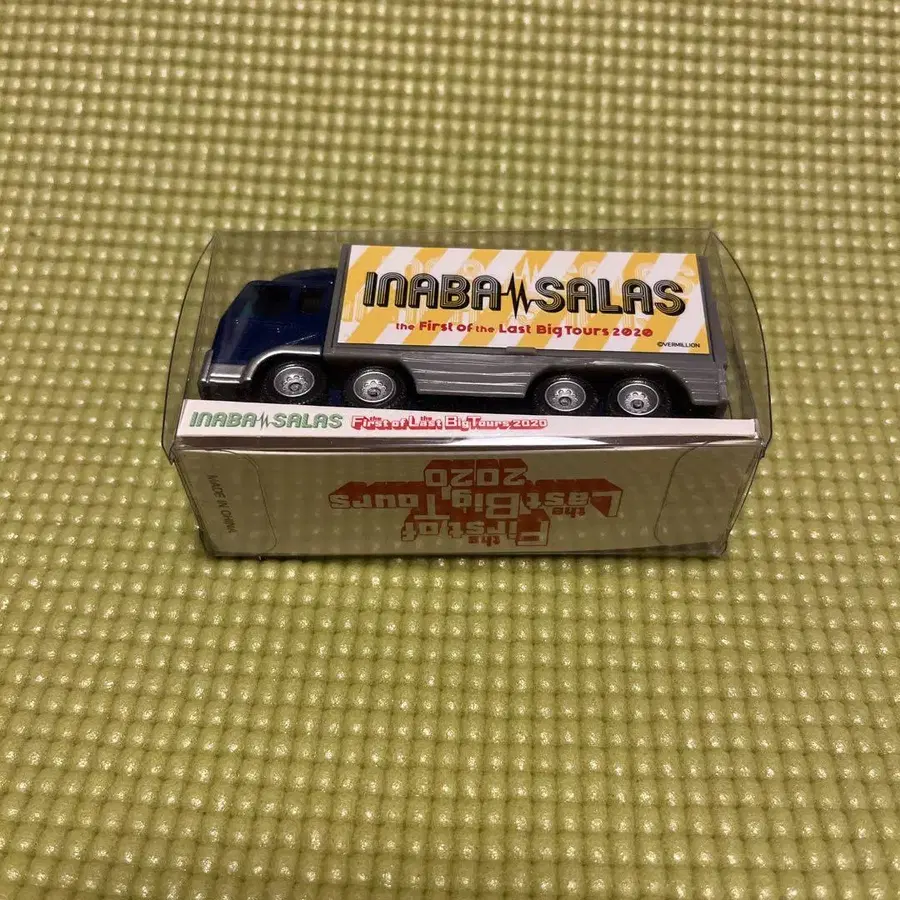 INABA SALAS
the First of the Last Big Tours 2020
©VERMILLION
INABA SALAS the First of the Last Big Tours 2020
MADE IN CHINA
the
First of
the
Last Big Tours
2020